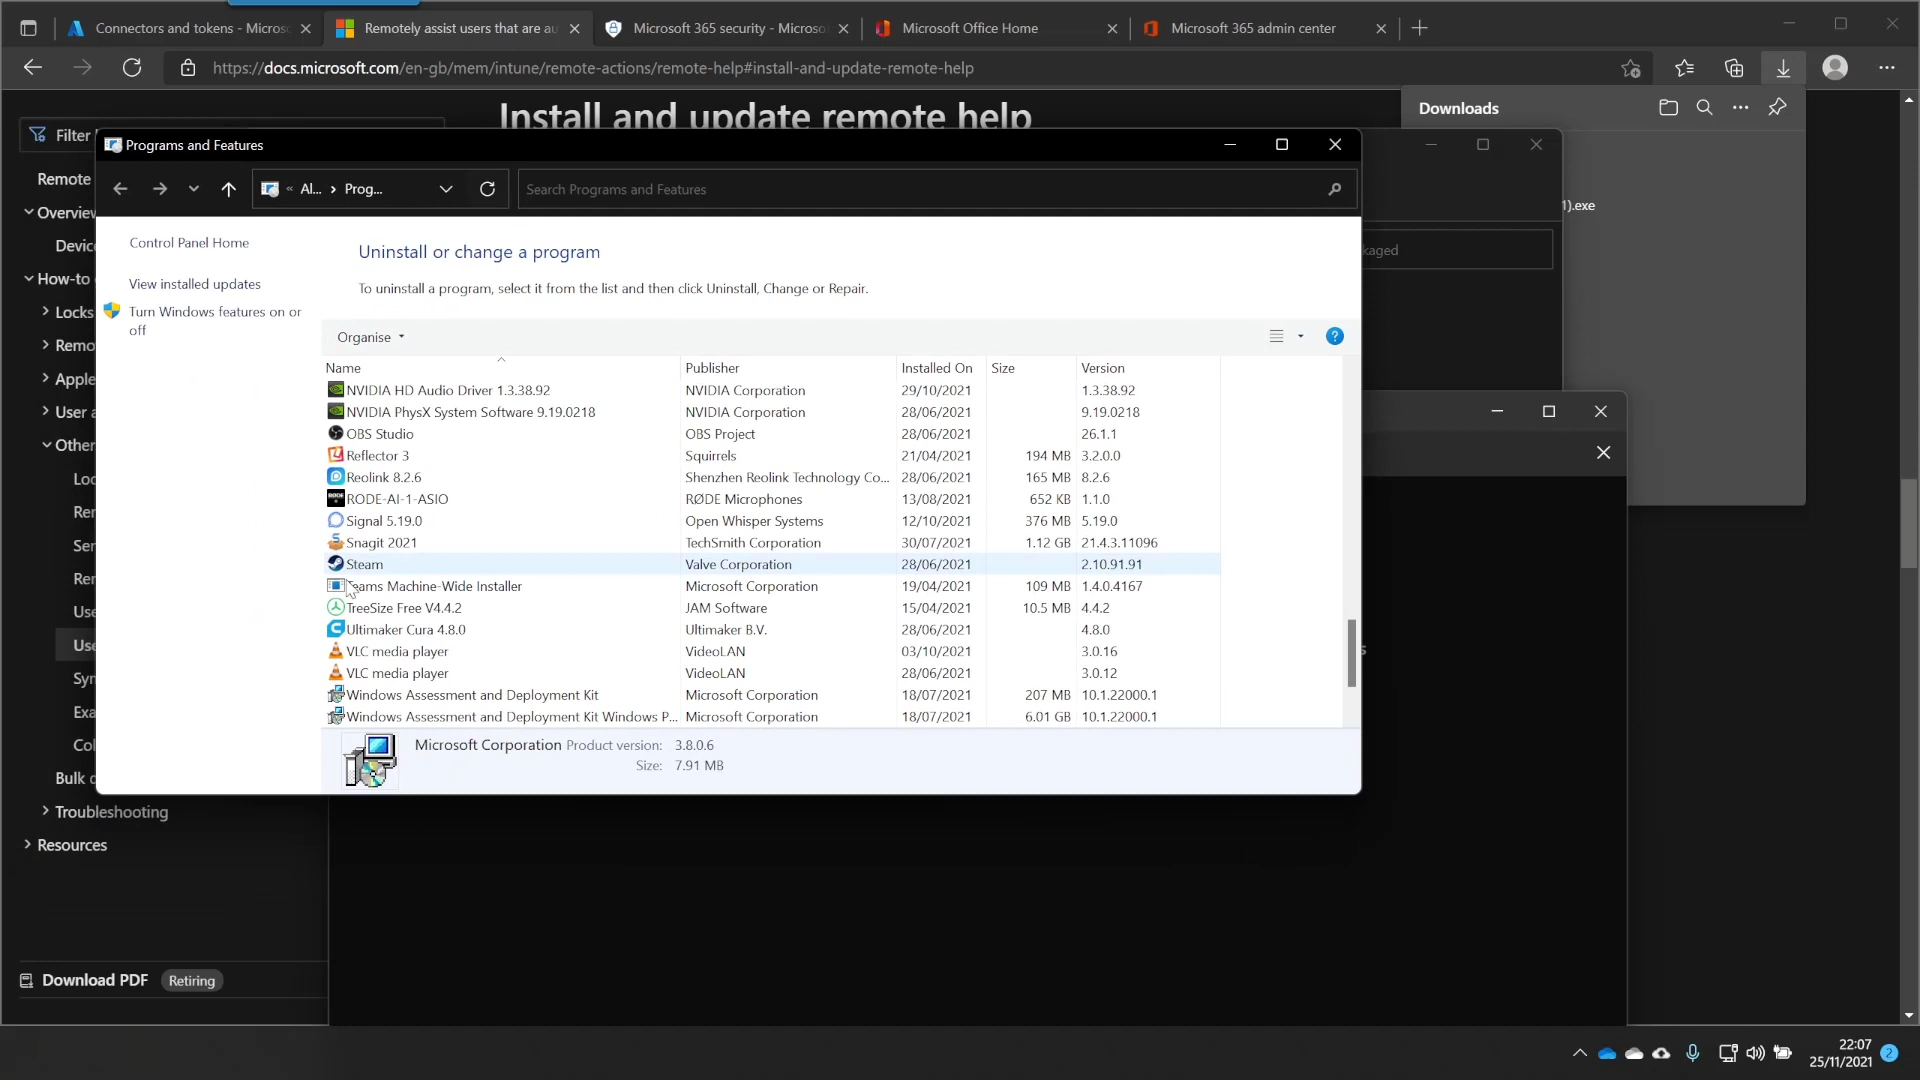 Connectors and tokens - Micros
Remotely assist users that are au
Microsoft 365 security - Microso
Microsoft Office Home
Microsoft 365 admin center
https://docs.microsoft.com/en-gb/mem/intune/remote-actions/remote-help#install-and-update-remote-help
Install and update remote help
Downloads
Filter
Programs and Features
Remote
« Al... › Prog...
Search Programs and Features
1).exe
Overview
Control Panel Home
Uninstall or change a program
kaged
Devic
How-to
View installed updates
To uninstall a program, select it from the list and then click Uninstall, Change or Repair.
Locks
Turn Windows features on or
off
Remo
Organise
Apple
Name Publisher Installed On Size Version
NVIDIA HD Audio Driver 1.3.38.92 NVIDIA Corporation 29/10/2021 1.3.38.92
User a
NVIDIA PhysX System Software 9.19.0218 NVIDIA Corporation 28/06/2021 9.19.0218
OBS Studio OBS Project 28/06/2021 26.1.1
Other
Reflector 3 Squirrels 21/04/2021 194 MB 3.2.0.0
Loc
Reolink 8.2.6 Shenzhen Reolink Technology Co... 28/06/2021 165 MB 8.2.6
RODE-AI-1-ASIO RØDE Microphones 13/08/2021 652 KB 1.1.0
Rer
Signal 5.19.0 Open Whisper Systems 12/10/2021 376 MB 5.19.0
Ser
Snagit 2021 TechSmith Corporation 30/07/2021 1.12 GB 21.4.3.11096
Steam Valve Corporation 28/06/2021 2.10.91.91
Rer
Teams Machine-Wide Installer Microsoft Corporation 19/04/2021 109 MB 1.4.0.4167
Use
TreeSize Free V4.4.2 JAM Software 15/04/2021 10.5 MB 4.4.2
Ultimaker Cura 4.8.0 Ultimaker B.V. 28/06/2021 4.8.0
Use
VLC media player VideoLAN 03/10/2021 3.0.16
s
VLC media player VideoLAN 28/06/2021 3.0.12
Syn
Windows Assessment and Deployment Kit Microsoft Corporation 18/07/2021 207 MB 10.1.22000.1
Exa
Windows Assessment and Deployment Kit Windows P... Microsoft Corporation 18/07/2021 6.01 GB 10.1.22000.1
Col
Microsoft Corporation Product version: 3.8.0.6
Size: 7.91 MB
Bulk d
Troubleshooting
Resources
Download PDF Retiring
22:07
25/11/2021
2